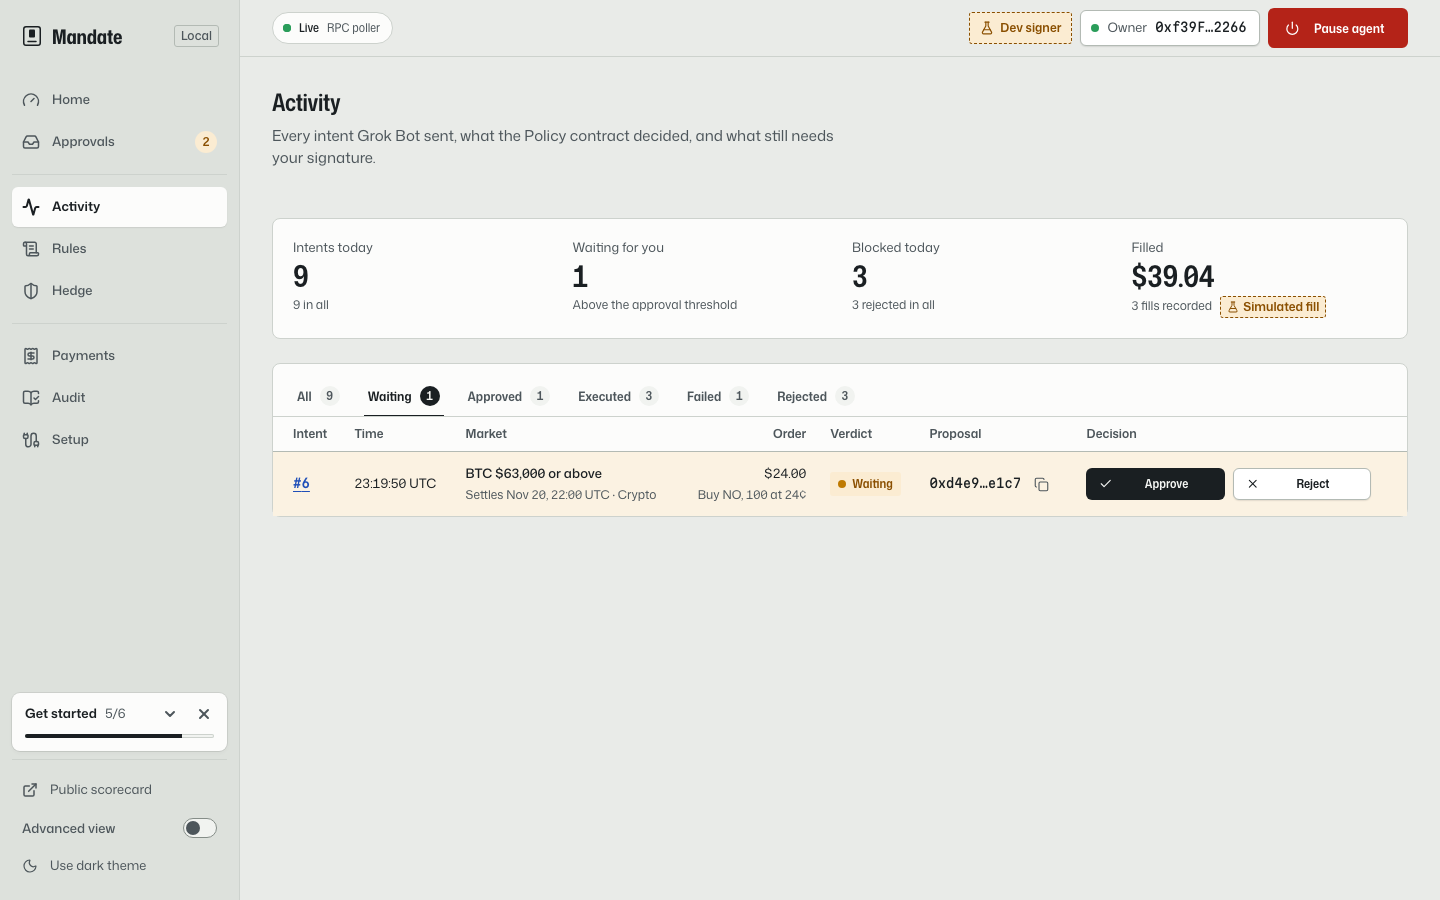 Mandate
Local
Home
Approvals 2
Activity
Rules
Hedge
Payments
Audit
Setup
Get started 5/6
Public scorecard
Advanced view
Use dark theme
Live RPC poller
Dev signer
Owner 0xf39F…2266
Pause agent
Activity
Every intent Grok Bot sent, what the Policy contract decided, and what still needs
your signature.
Intents today
9
9 in all
Waiting for you
1
Above the approval threshold
Blocked today
3
3 rejected in all
Filled
$39.04
3 fills recorded Simulated fill
All 9 Waiting 1 Approved 1 Executed 3 Failed 1 Rejected 3
Intent Time Market Order Verdict Proposal Decision
#6 23:19:50 UTC
BTC $63,000 or above
Settles Nov 20, 22:00 UTC · Crypto
$24.00
Buy NO, 100 at 24¢
Waiting
0xd4e9…e1c7
Approve
Reject